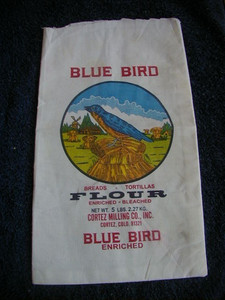 BLUE BIRD
BREADS - TORTILLAS
FLOUR
ENRICHED • BLEACHED
NET WT. 5 LBS. 2.27 KG.
CORTEZ MILLING CO., INC.
CORTEZ, COLO. 81321
BLUE BIRD
ENRICHED